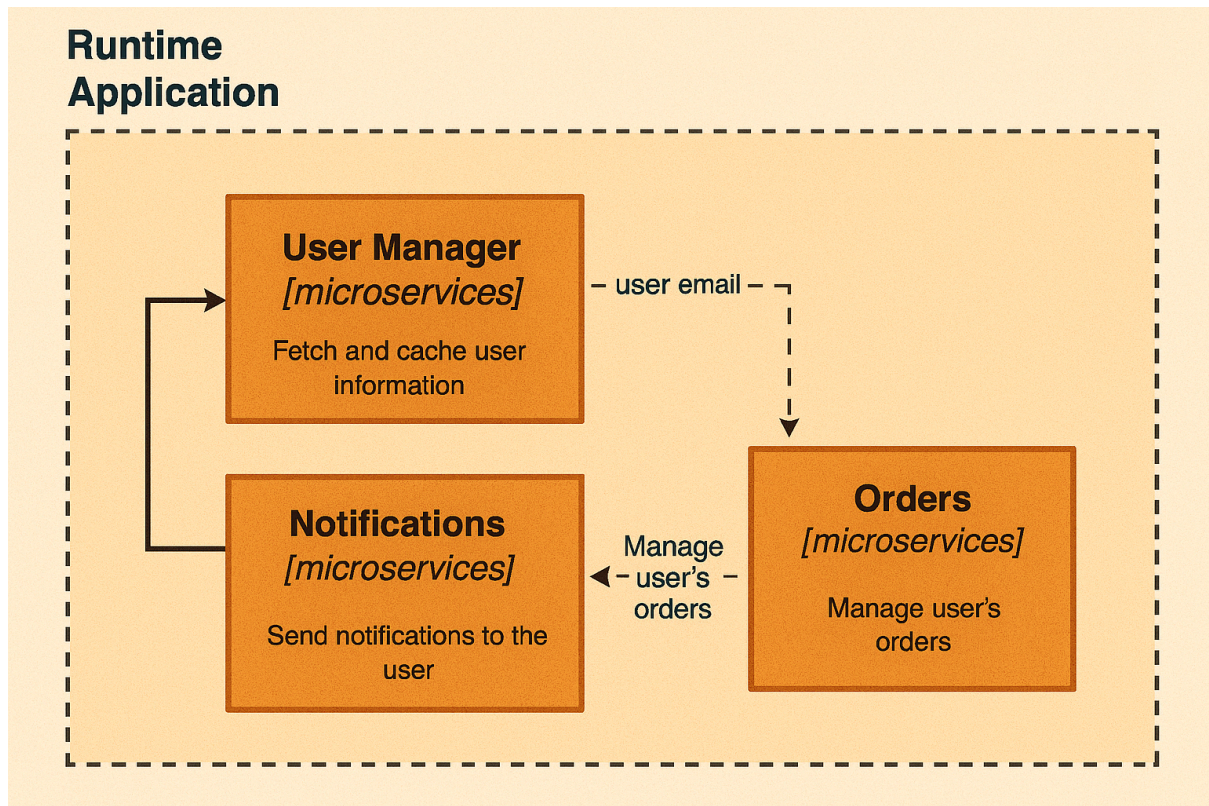 Runtime
Application
User Manager
[microservices]
Fetch and cache user
information
user email
Notifications
[microservices]
Send notifications to the
user
Manage
user's
orders
Orders
[microservices]
Manage user's
orders